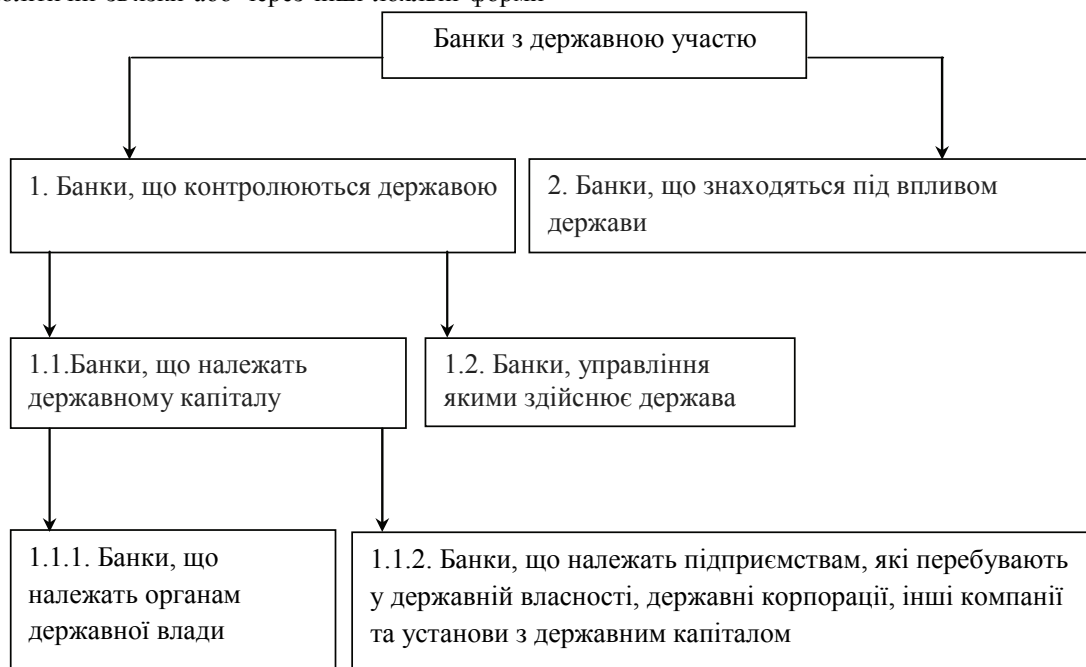 або через інші
Банки з державною участю
1. Банки, що контролюються державою
2. Банки, що знаходяться під впливом
держави
1.1.Банки, що належать
державному капіталу
1.2. Банки, управління
якими здійснює держава
1.1.1. Банки, що
належать органам
державної влади
1.1.2. Банки, що належать підприємствам, які перебувають
у державній власності, державні корпорації, інші компанії
та установи з державним капіталом